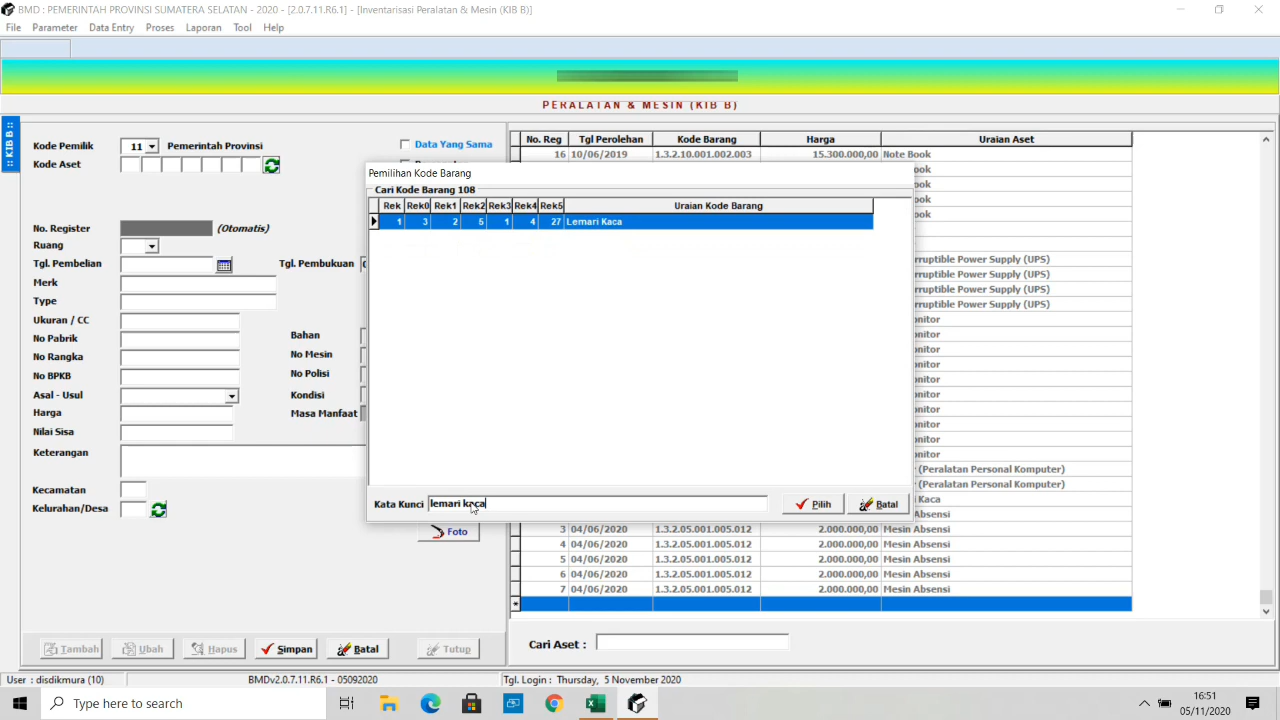 BMD : PEMERINTAH PROVINSI SUMATERA SELATAN - 2020 - [2.0.7.11.R6.1] - [Inventarisasi Peralatan & Mesin (KIB B)]
File Parameter Data Entry Proses Laporan Tool Help
PERALATAN & MESIN (KIB B)
:: KIB B ::
Kode Pemilik 11 Pemerintah Provinsi
Data Yang Sama
Kode Aset
No. Register (Otomatis)
Ruang
Tgl. Pembelian Tgl. Pembukuan
Merk
Type
Ukuran / CC
No Pabrik Bahan
No Rangka No Mesin
No BPKB No Polisi
Asal - Usul Kondisi
Harga Masa Manfaat
Nilai Sisa
Keterangan
Kecamatan
Kelurahan/Desa
Foto
Tambah Ubah Hapus Simpan Batal Tutup
Pemilihan Kode Barang
Cari Kode Barang 108
Rek Rek0 Rek1 Rek2 Rek3 Rek4 Rek5 Uraian Kode Barang
1 3 2 5 1 4 27 Lemari Kaca
Kata Kunci lemari kaca Pilih Batal
No. Reg Tgl Perolehan Kode Barang Harga Uraian Aset
16 10/06/2019 1.3.2.10.001.002.003 15.300.000,00 Note Book
ook
ook
ook
ook
rruptible Power Supply (UPS)
rruptible Power Supply (UPS)
rruptible Power Supply (UPS)
rruptible Power Supply (UPS)
onitor
onitor
onitor
onitor
onitor
onitor
onitor
onitor
onitor
onitor
(Peralatan Personal Komputer)
(Peralatan Personal Komputer)
Kaca
Absensi
3 04/06/2020 1.3.2.05.001.005.012 2.000.000,00 Mesin Absensi
4 04/06/2020 1.3.2.05.001.005.012 2.000.000,00 Mesin Absensi
5 04/06/2020 1.3.2.05.001.005.012 2.000.000,00 Mesin Absensi
6 04/06/2020 1.3.2.05.001.005.012 2.000.000,00 Mesin Absensi
7 04/06/2020 1.3.2.05.001.005.012 2.000.000,00 Mesin Absensi
Cari Aset :
User : disdikmura (10) BMDv2.0.7.11.R6.1 - 05092020 Tgl. Login : Thursday, 5 November 2020
Type here to search
16:51
05/11/2020